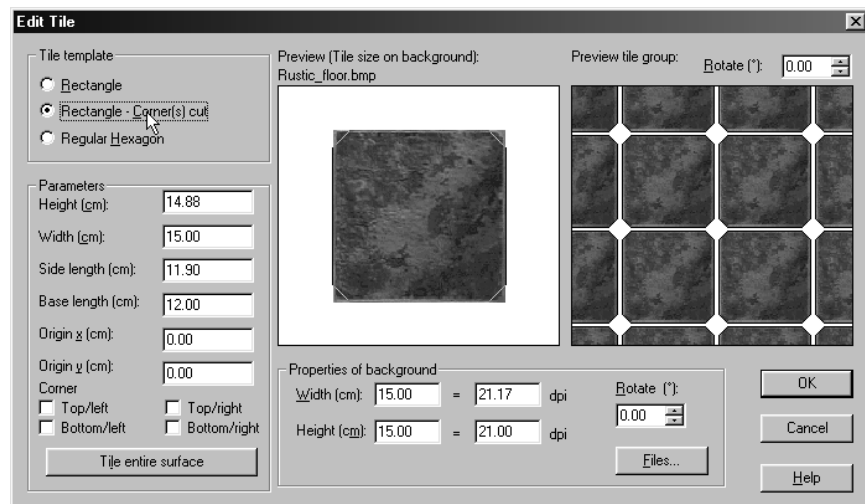 Edit Tile
Tile template
Rectangle
Rectangle - Corner(s) cut
Regular Hexagon
Preview (Tile size on background):
Rustic_floor.bmp
Preview tile group:
Rotate (°): 0.00
Parameters
Height (cm): 14.88
Width (cm): 15.00
Side length (cm): 11.90
Base length (cm): 12.00
Origin x (cm): 0.00
Origin y (cm): 0.00
Corner
Top/left Top/right
Bottom/left Bottom/right
Tile entire surface
Properties of background
Width (cm): 15.00 = 21.17 dpi
Height (cm): 15.00 = 21.00 dpi
Rotate (°):
0.00
Files...
OK
Cancel
Help